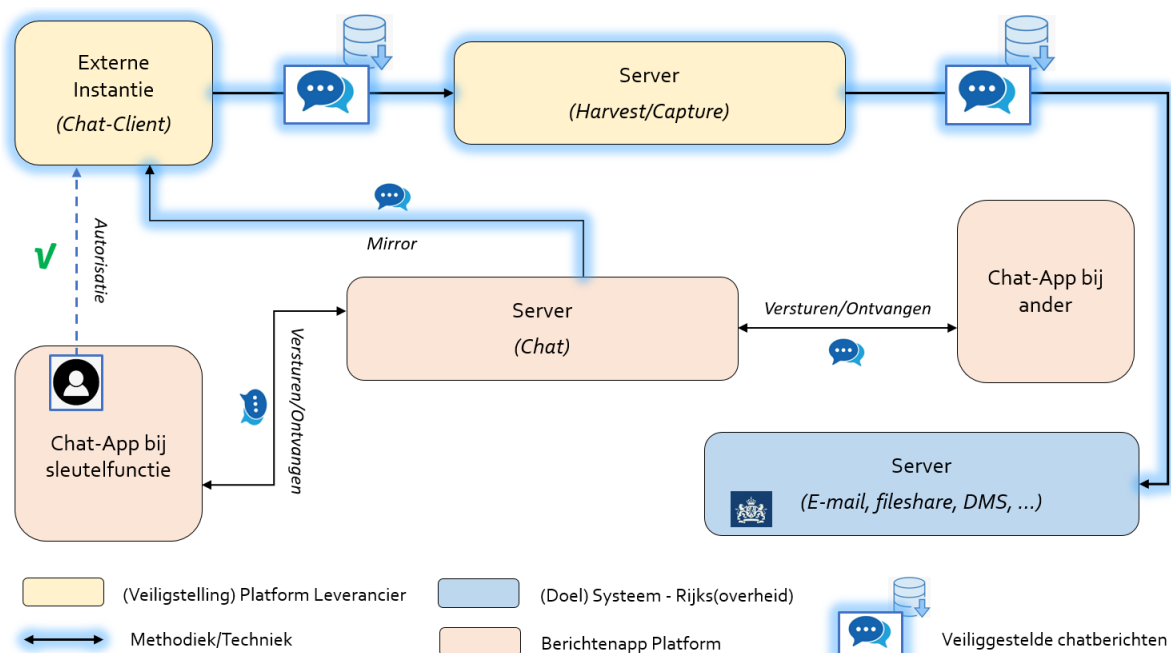 Externe
Instantie
(Chat-Client)
Server
(Harvest/Capture)
Mirror
Autorisatie
V
Server
(Chat)
Versturen/Ontvangen
Chat-App bij
ander
Versturen/Ontvangen
Chat-App bij
sleutelfunctie
Server
(E-mail, fileshare, DMS, ...)
(Veiligstelling) Platform Leverancier
(Doel) Systeem - Rijks(overheid)
Methodiek/Techniek
Berichtenapp Platform
Veiliggestelde chatberichten